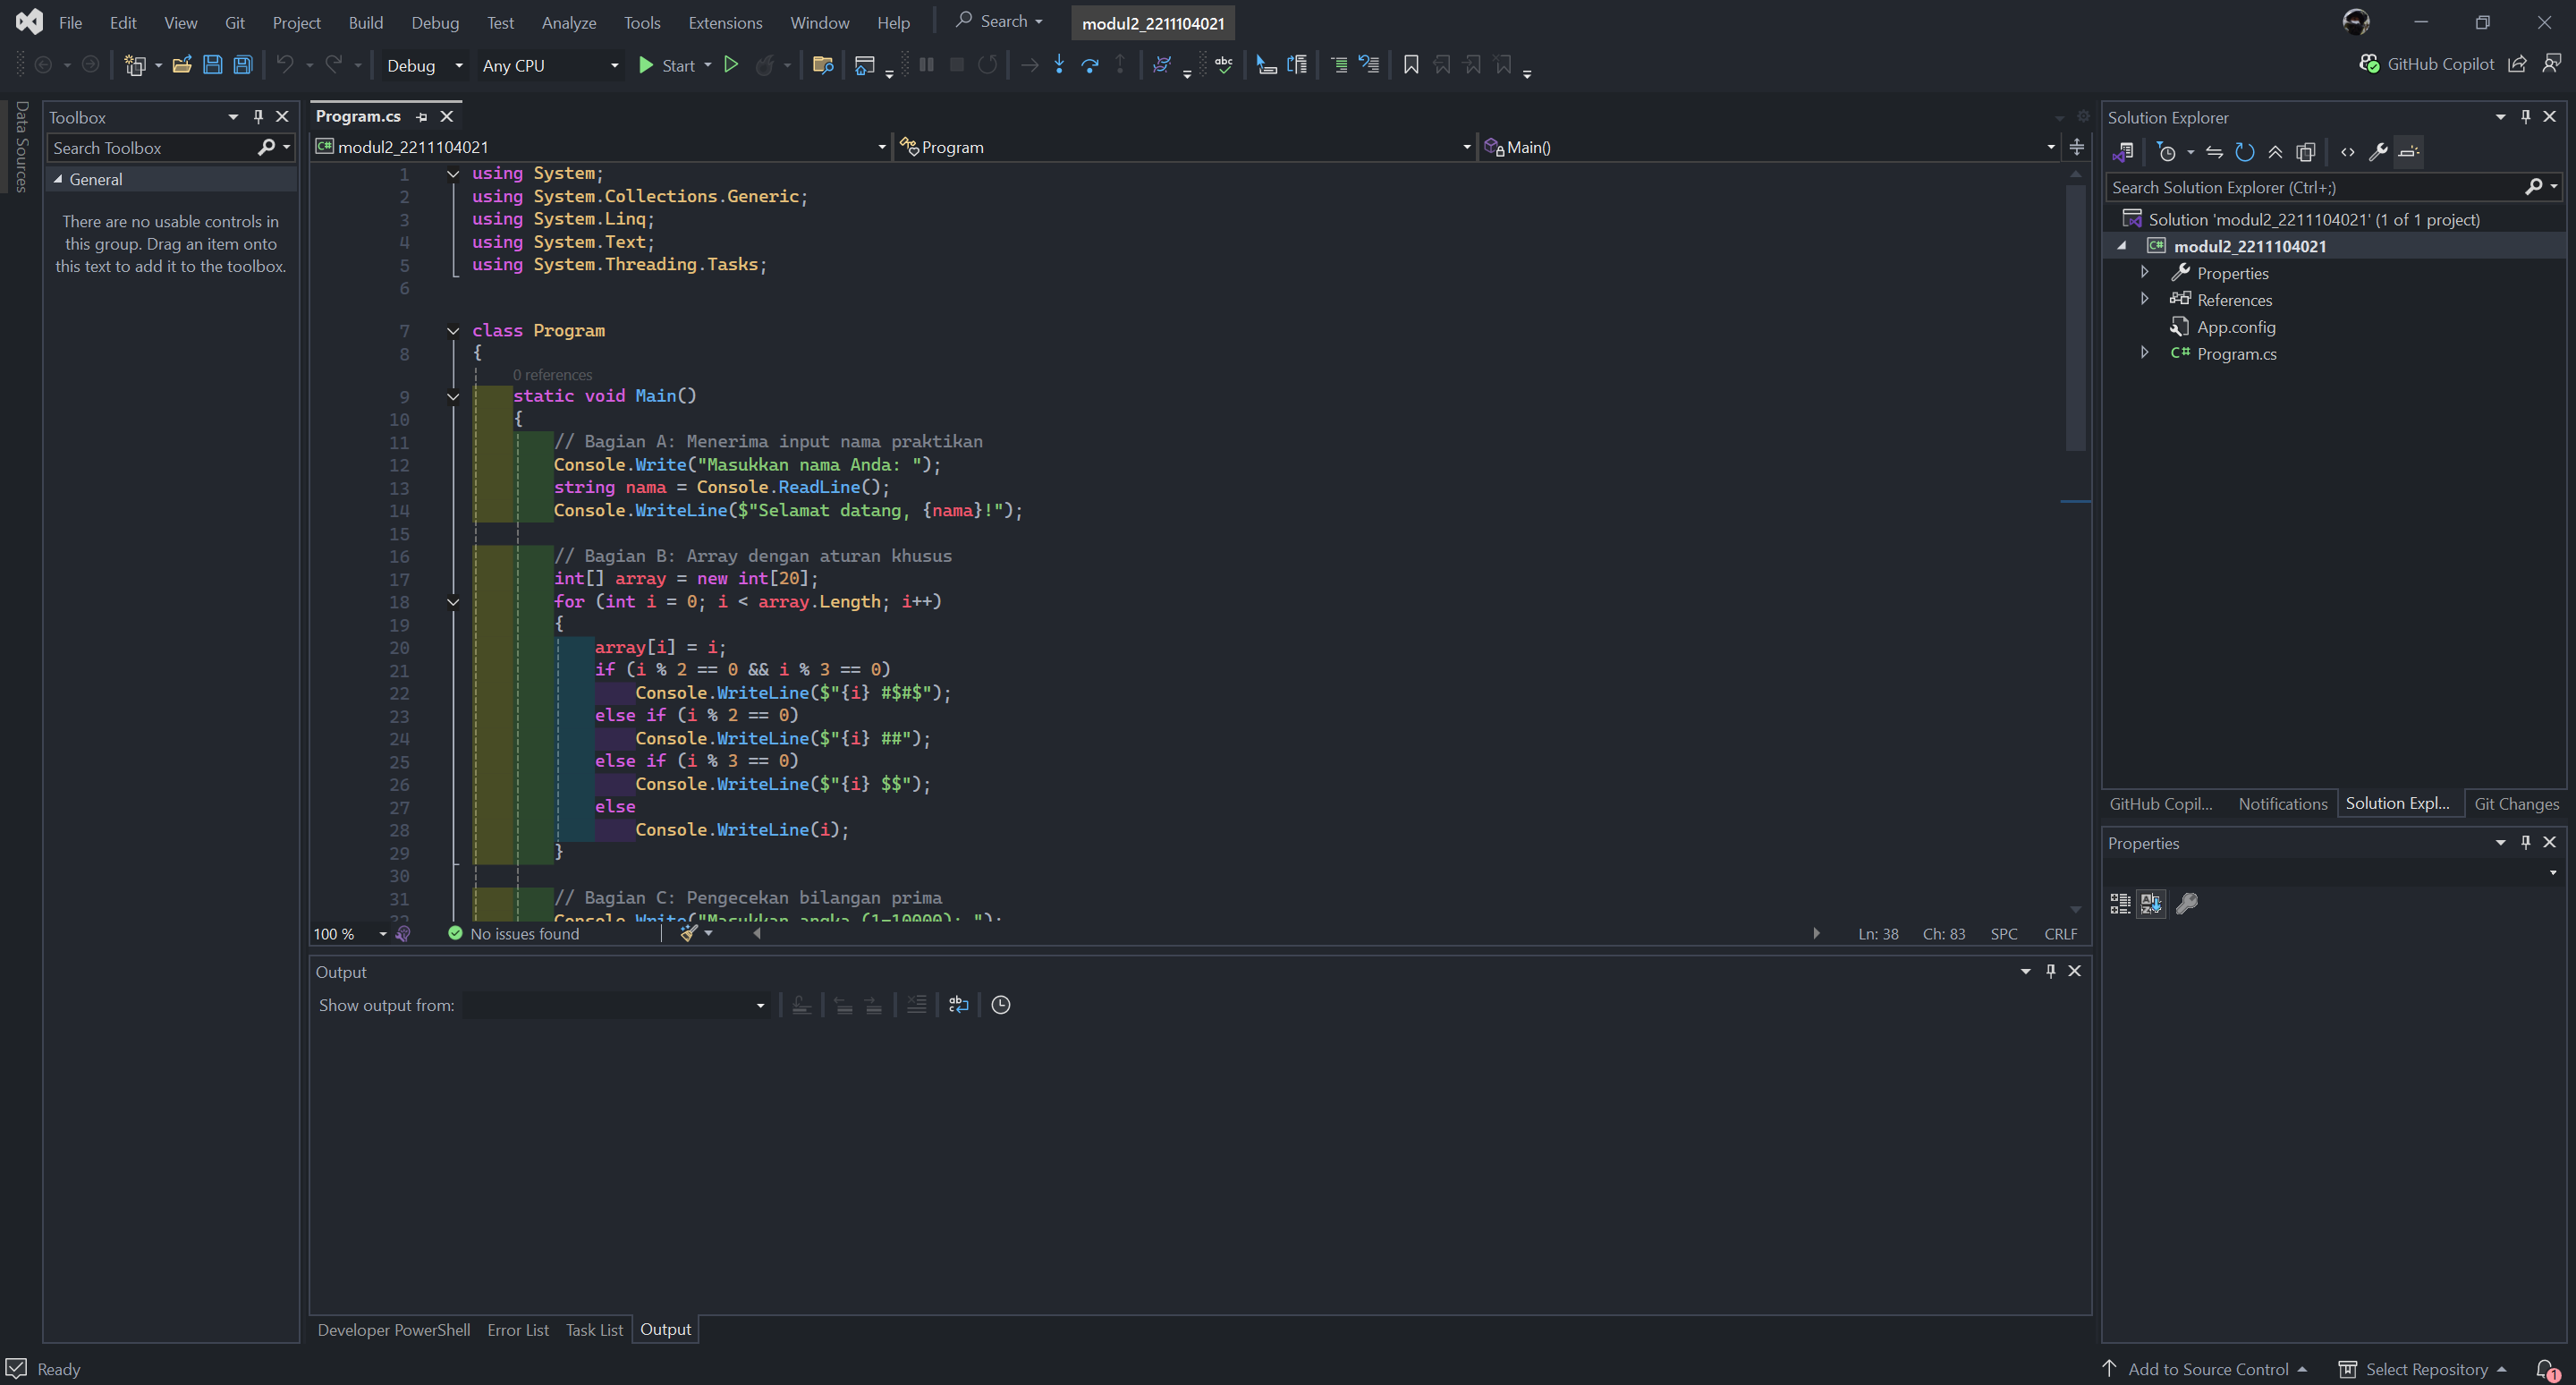 File Edit View Git Project Build Debug Test Analyze Tools Extensions Window Help Search modul2_2211104021
Debug Any CPU Start GitHub Copilot
Data Sources
Toolbox
Search Toolbox
General
There are no usable controls in
this group. Drag an item onto
this text to add it to the toolbox.
Program.cs
modul2_2211104021 Program Main()
1 using System;
2 using System.Collections.Generic;
3 using System.Linq;
4 using System.Text;
5 using System.Threading.Tasks;
6
7 class Program
8 {
0 references
9 static void Main()
10 {
11 // Bagian A: Menerima input nama praktikan
12 Console.Write("Masukkan nama Anda: ");
13 string nama = Console.ReadLine();
14 Console.WriteLine($"Selamat datang, {nama}!");
15
16 // Bagian B: Array dengan aturan khusus
17 int[] array = new int[20];
18 for (int i = 0; i < array.Length; i++)
19 {
20 array[i] = i;
21 if (i % 2 == 0 && i % 3 == 0)
22 Console.WriteLine($"{i} #$#$");
23 else if (i % 2 == 0)
24 Console.WriteLine($"{i} ##");
25 else if (i % 3 == 0)
26 Console.WriteLine($"{i} $$");
27 else
28 Console.WriteLine(i);
29 }
30
31 // Bagian C: Pengecekan bilangan prima
32 Console.Write("Masukkan angka (1-10000): ");
100 % No issues found Ln: 38 Ch: 83 SPC CRLF
Output
Show output from:
Developer PowerShell Error List Task List Output
Solution Explorer
Search Solution Explorer (Ctrl+;)
Solution 'modul2_2211104021' (1 of 1 project)
C# modul2_2211104021
Properties
References
App.config
C# Program.cs
GitHub Copil... Notifications Solution Expl... Git Changes
Properties
Ready Add to Source Control Select Repository 1